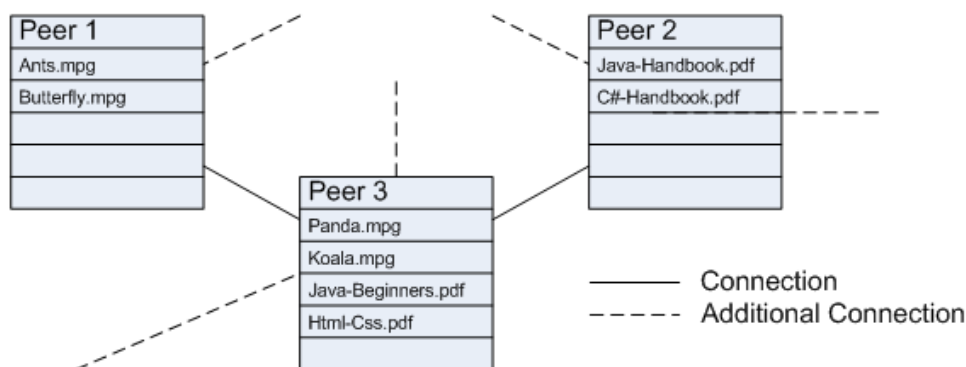 Peer 1
Ants.mpg
Butterfly.mpg
Peer 2
Java-Handbook.pdf
C#-Handbook.pdf
Peer 3
Panda.mpg
Koala.mpg
Java-Beginners.pdf
Html-Css.pdf
Connection
Additional Connection